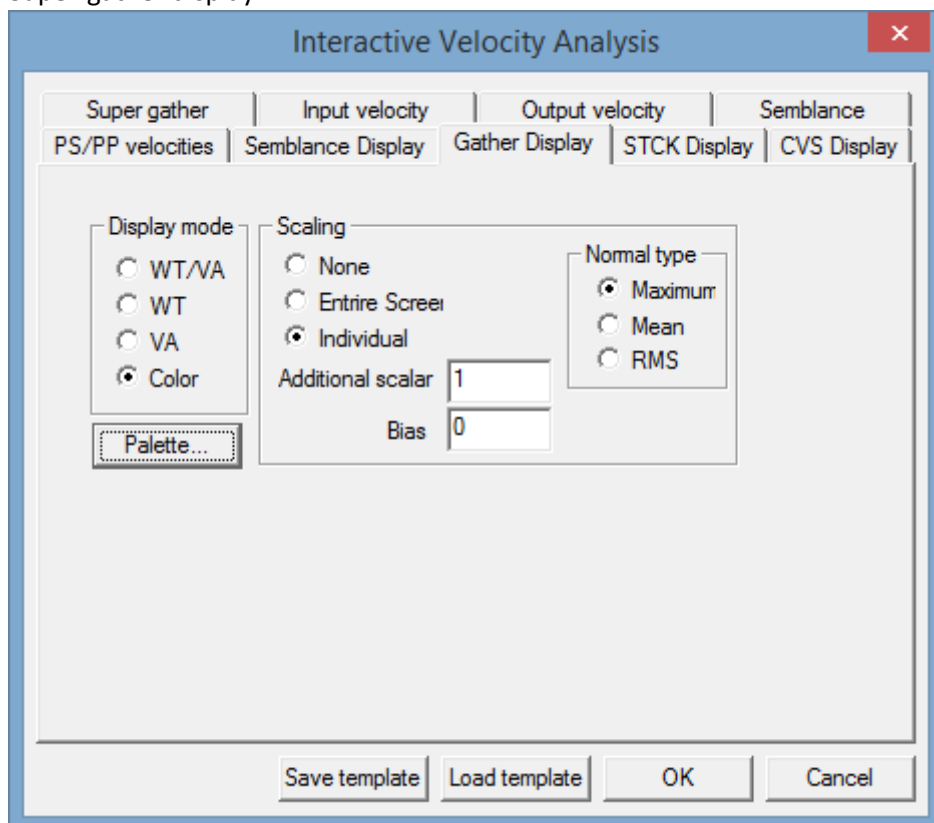 Interactive Velocity Analysis
Super gather Input velocity Output velocity Semblance
PS/PP velocities Semblance Display Gather Display STCK Display CVS Display
Display mode
WT/VA
WT
VA
Color
Palette...
Scaling
None
Entrire Screer
Individual
Additional scalar 1
Bias 0
Normal type
Maximum
Mean
RMS
Save template Load template OK Cancel